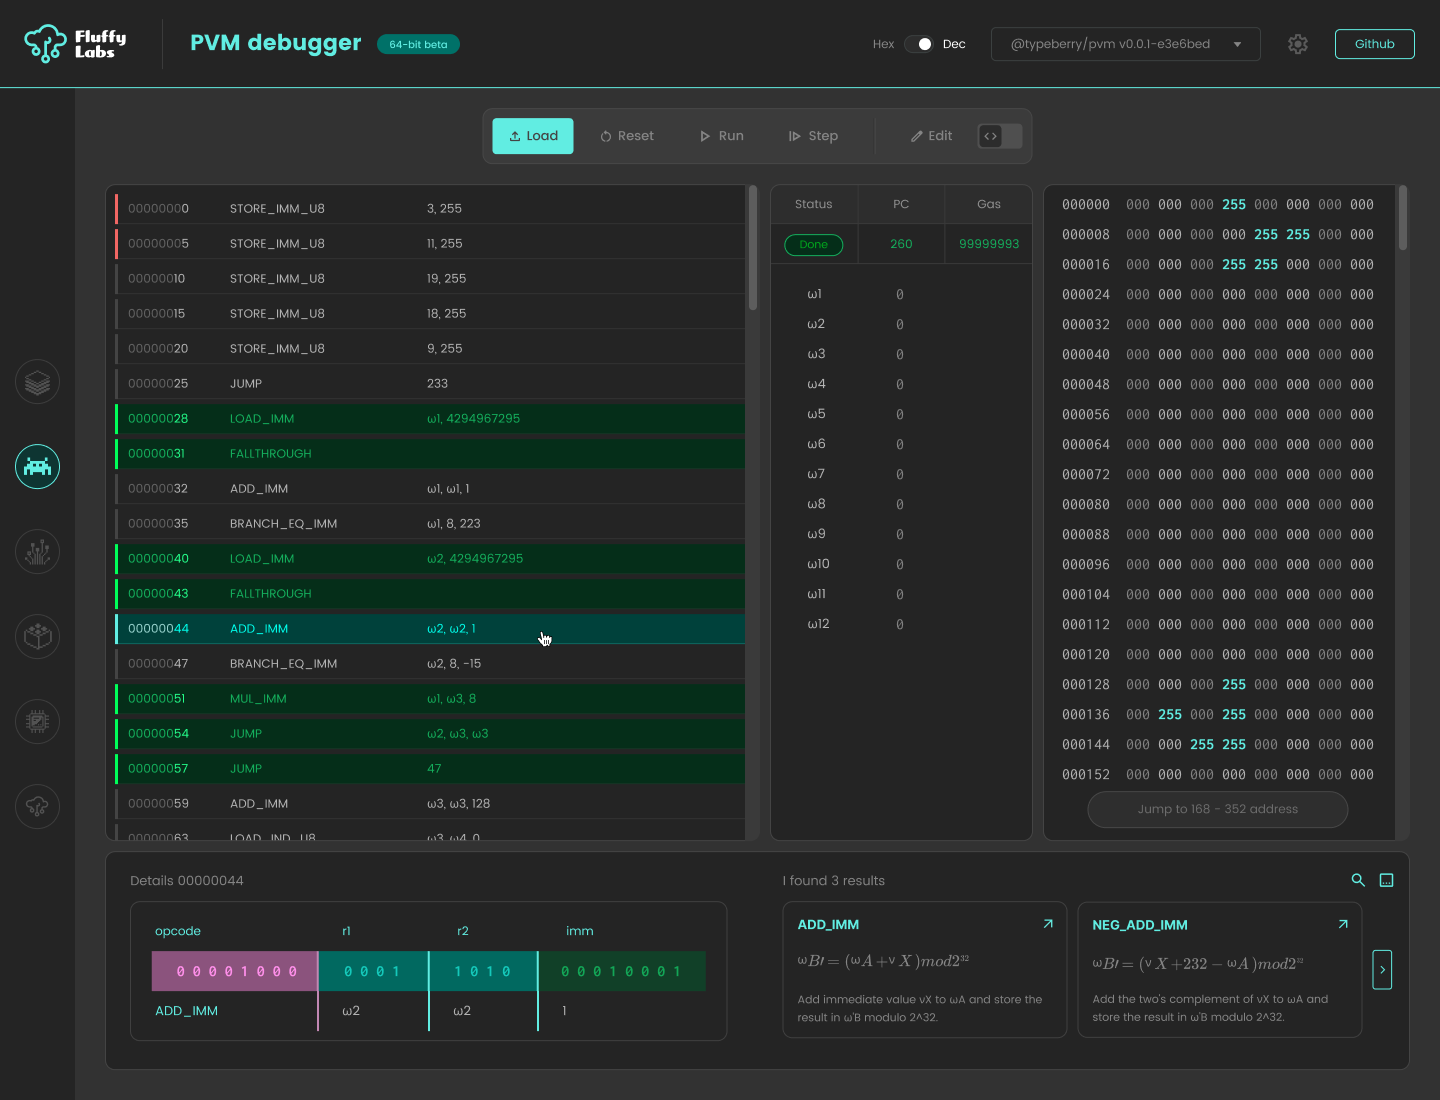 Fluffy Labs
PVM debugger
64-bit beta
Hex
Dec
@typeberry/pvm v0.0.1-e3e6bed
Github
Load
Reset
Run
Step
Edit
00000000 STORE_IMM_U8 3, 255
00000005 STORE_IMM_U8 11, 255
00000010 STORE_IMM_U8 19, 255
00000015 STORE_IMM_U8 18, 255
00000020 STORE_IMM_U8 9, 255
00000025 JUMP 233
00000028 LOAD_IMM ω1, 4294967295
00000031 FALLTHROUGH
00000032 ADD_IMM ω1, ω1, 1
00000035 BRANCH_EQ_IMM ω1, 8, 223
00000040 LOAD_IMM ω2, 4294967295
00000043 FALLTHROUGH
00000044 ADD_IMM ω2, ω2, 1
00000047 BRANCH_EQ_IMM ω2, 8, -15
00000051 MUL_IMM ω1, ω3, 8
00000054 JUMP ω2, ω3, ω3
00000057 JUMP 47
00000059 ADD_IMM ω3, ω3, 128
00000063 LOAD_IND_U8 ω3, ω4, 0
Status PC Gas
Done 260 99999993
ω1 0
ω2 0
ω3 0
ω4 0
ω5 0
ω6 0
ω7 0
ω8 0
ω9 0
ω10 0
ω11 0
ω12 0
000000 000 000 000 255 000 000 000 000
000008 000 000 000 000 255 255 000 000
000016 000 000 000 255 255 000 000 000
000024 000 000 000 000 000 000 000 000
000032 000 000 000 000 000 000 000 000
000040 000 000 000 000 000 000 000 000
000048 000 000 000 000 000 000 000 000
000056 000 000 000 000 000 000 000 000
000064 000 000 000 000 000 000 000 000
000072 000 000 000 000 000 000 000 000
000080 000 000 000 000 000 000 000 000
000088 000 000 000 000 000 000 000 000
000096 000 000 000 000 000 000 000 000
000104 000 000 000 000 000 000 000 000
000112 000 000 000 000 000 000 000 000
000120 000 000 000 000 000 000 000 000
000128 000 000 000 255 000 000 000 000
000136 000 255 000 255 000 000 000 000
000144 000 000 255 255 000 000 000 000
000152 000 000 000 000 000 000 000 000
Jump to 168 - 352 address
Details 00000044
opcode r1 r2 imm
0 0 0 0 1 0 0 0 0 0 0 1 1 0 1 0 0 0 0 1 0 0 0 1
ADD_IMM ω2 ω2 1
I found 3 results
ADD_IMM
ωB′ = (ωA + ν X )mod2³²
Add immediate value νX to ωA and store the
result in ω'B modulo 2^32.
NEG_ADD_IMM
ωB′ = (ν X +232 − ωA )mod2³²
Add the two's complement of νX to ωA and
store the result in ω'B modulo 2^32.